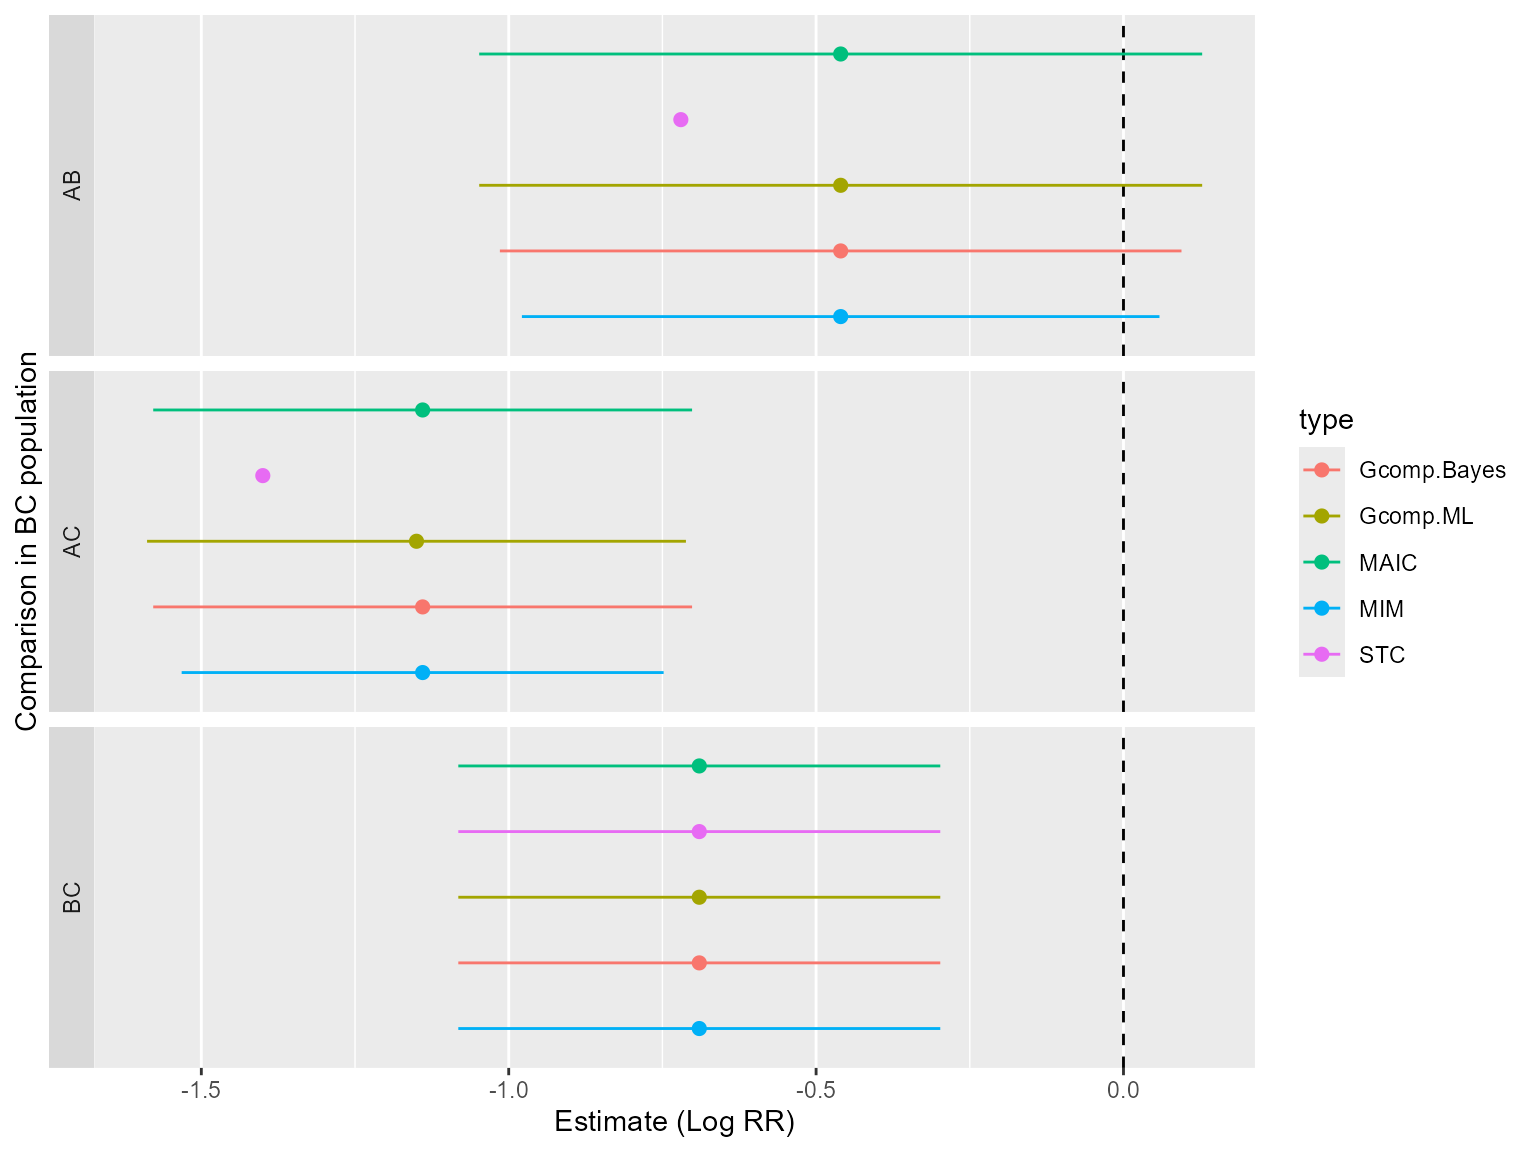 Comparison in BC population
AB
AC
BC
-1.5
-1.0
-0.5
0.0
Estimate (Log RR)
type
Gcomp.Bayes
Gcomp.ML
MAIC
MIM
STC